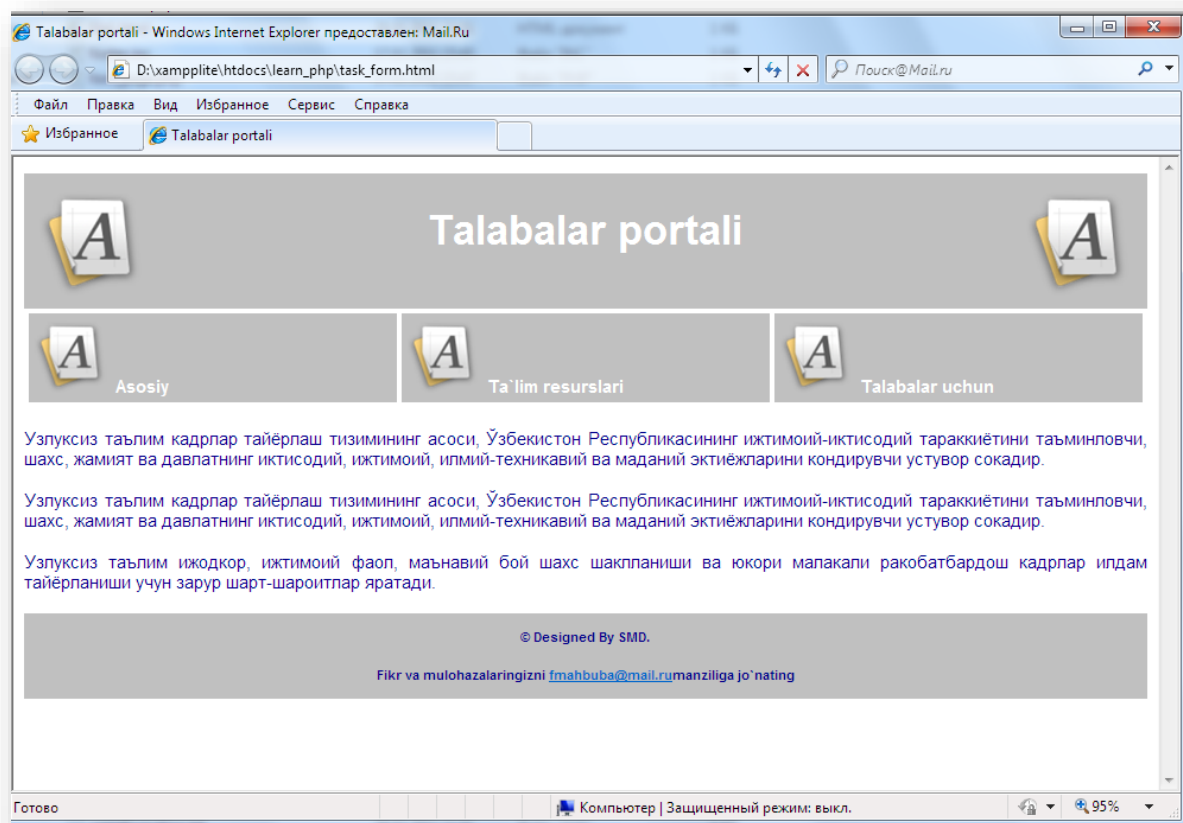 Talabalar portali - Windows Internet Explorer предоставлен: Mail.Ru
D:\xampplite\htdocs\learn_php\task_form.html
Поиск@Mail.ru
Файл Правка Вид Избранное Сервис Справка
Избранное
Talabalar portali
A
Talabalar portali
A
A
Asosiy
A
Ta`lim resurslari
A
Talabalar uchun
Узлуксиз таълим кадрлар тайёрлаш тизимининг асоси, Ўзбекистон Республикасининг ижтимоий-иктисодий тараккиётини таъминловчи,
шахс, жамият ва давлатнинг иктисодий, ижтимоий, илмий-техникавий ва маданий эктиёжларини кондирувчи устувор сокадир.
Узлуксиз таълим кадрлар тайёрлаш тизимининг асоси, Ўзбекистон Республикасининг ижтимоий-иктисодий тараккиётини таъминловчи,
шахс, жамият ва давлатнинг иктисодий, ижтимоий, илмий-техникавий ва маданий эктиёжларини кондирувчи устувор сокадир.
Узлуксиз таълим ижодкор, ижтимоий фаол, маънавий бой шахс шаклланиши ва юкори малакали ракобатбардош кадрлар илдам
тайёрланиши учун зарур шарт-шароитлар яратади.
© Designed By SMD.
Fikr va mulohazalaringizni fmahbuba@mail.rumanziliga jo`nating
Готово
Компьютер | Защищенный режим: выкл.
95%